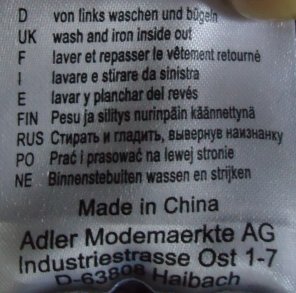 D von links waschen und bügeln
UK wash and iron inside out
F laver et repasser le vêtement retourné
I lavare e stirare da sinistra
E lavar y planchar del revés
FIN Pesu ja silitys nurinpäin käännettynä
RUS Стирать и гладить, вывернув наизнанку
PO Prać i prasować na lewej stronie
NE Binnenstebuiten wassen en strijken
Made in China
Adler Modemaerkte AG
Industriestrasse Ost 1-7
D-63808 Haibach